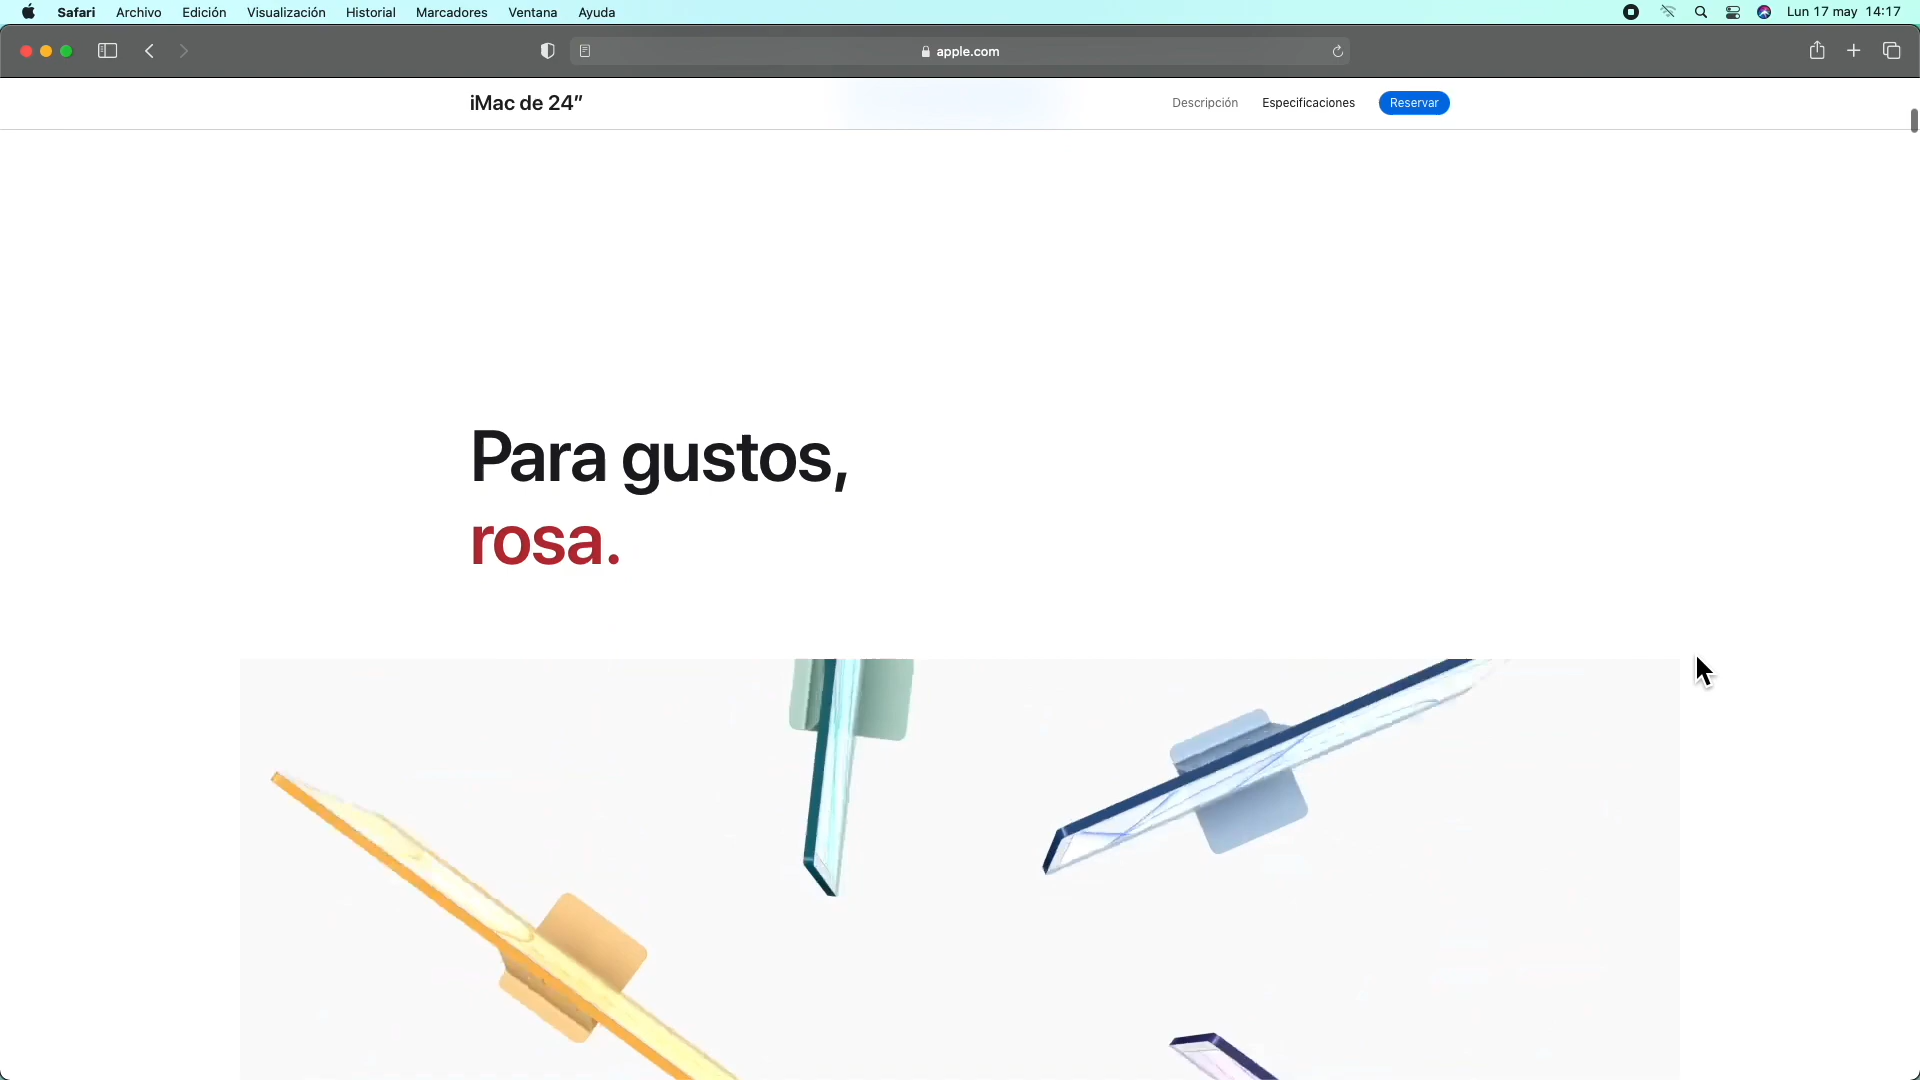 Safari Archivo Edición Visualización Historial Marcadores Ventana Ayuda Lun 17 may 14:17
apple.com
iMac de 24″ Descripción Especificaciones Reservar
Para gustos,
rosa.